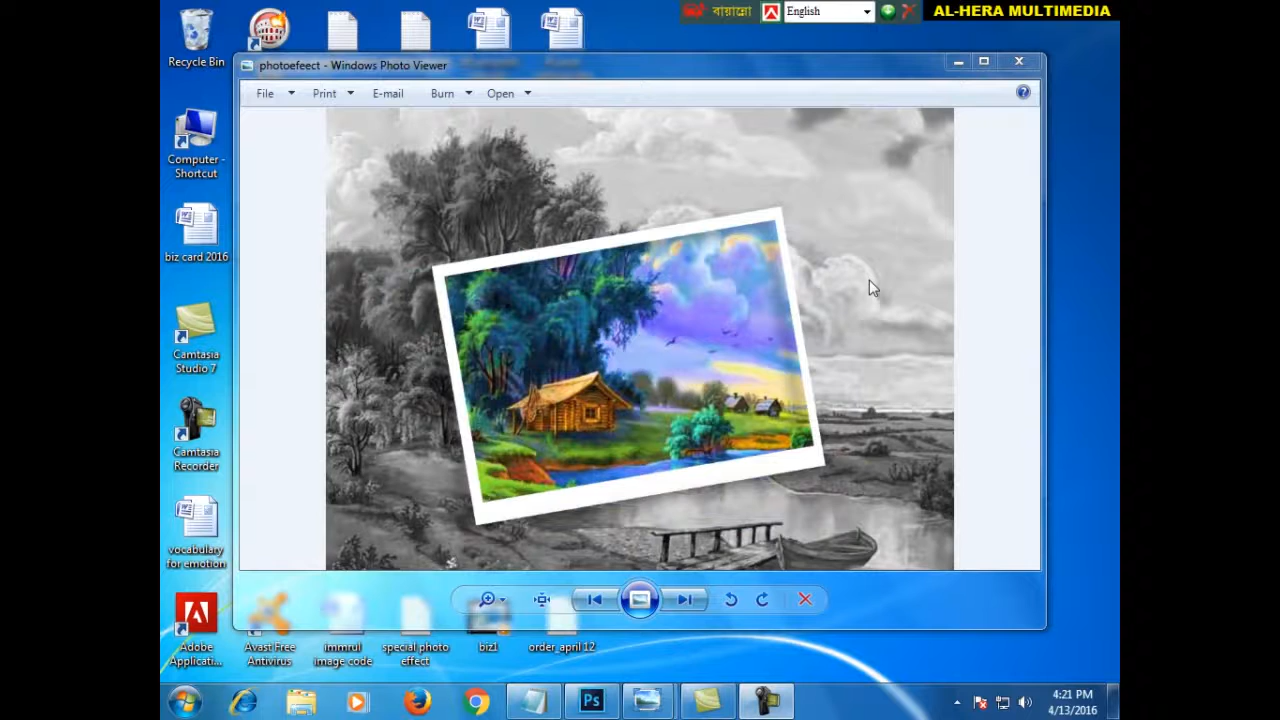 বায়ান্নো
English
AL-HERA MULTIMEDIA
Recycle Bin
photoefeect - Windows Photo Viewer
File
Print
E-mail
Burn
Open
Computer -
Shortcut
biz card 2016
Camtasia
Studio 7
Camtasia
Recorder
vocabulary
for emotion
Adobe
Applicati...
Avast Free
Antivirus
immrul
image code
special photo
effect
biz1
order_april 12
Ps
4:21 PM
4/13/2016